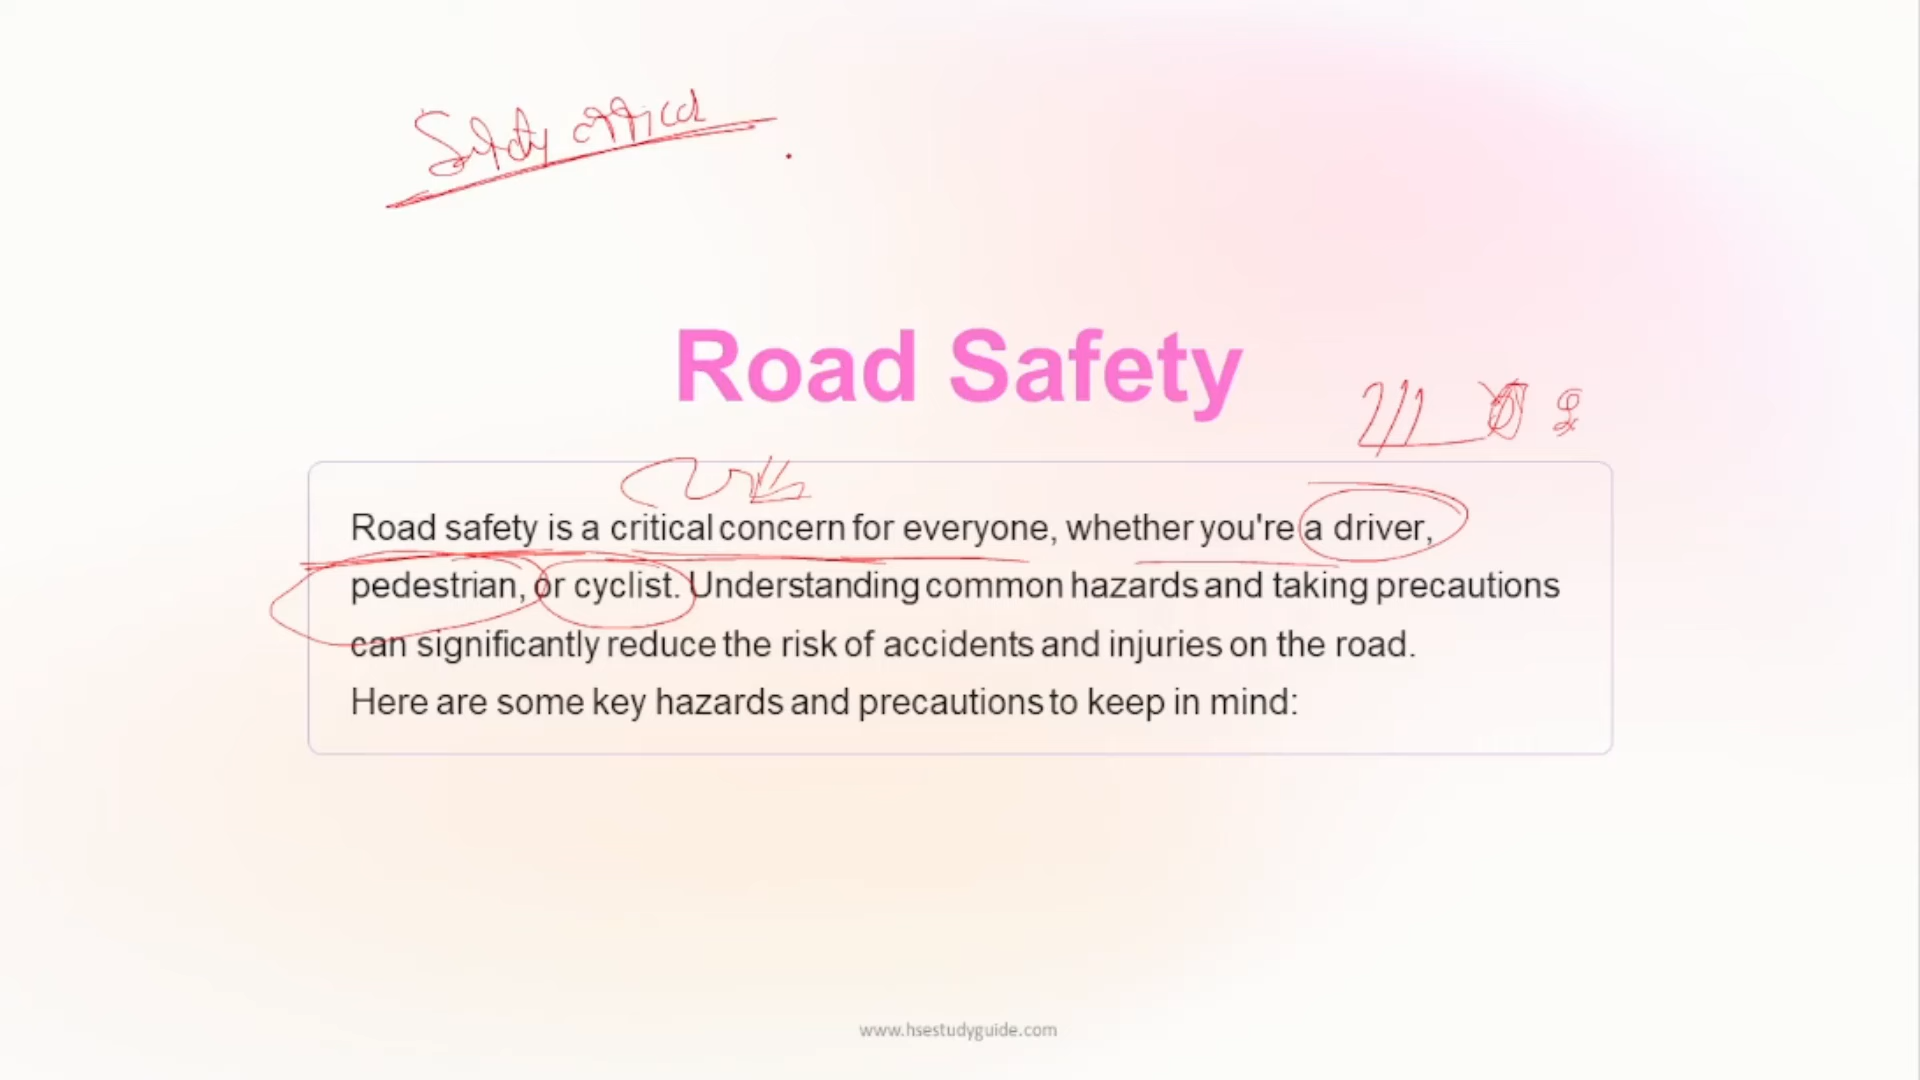 Safety critical
Road Safety
Road safety is a critical concern for everyone, whether you're a driver,
pedestrian, or cyclist. Understanding common hazards and taking precautions
can significantly reduce the risk of accidents and injuries on the road.
Here are some key hazards and precautions to keep in mind:
www.hsestudyguide.com